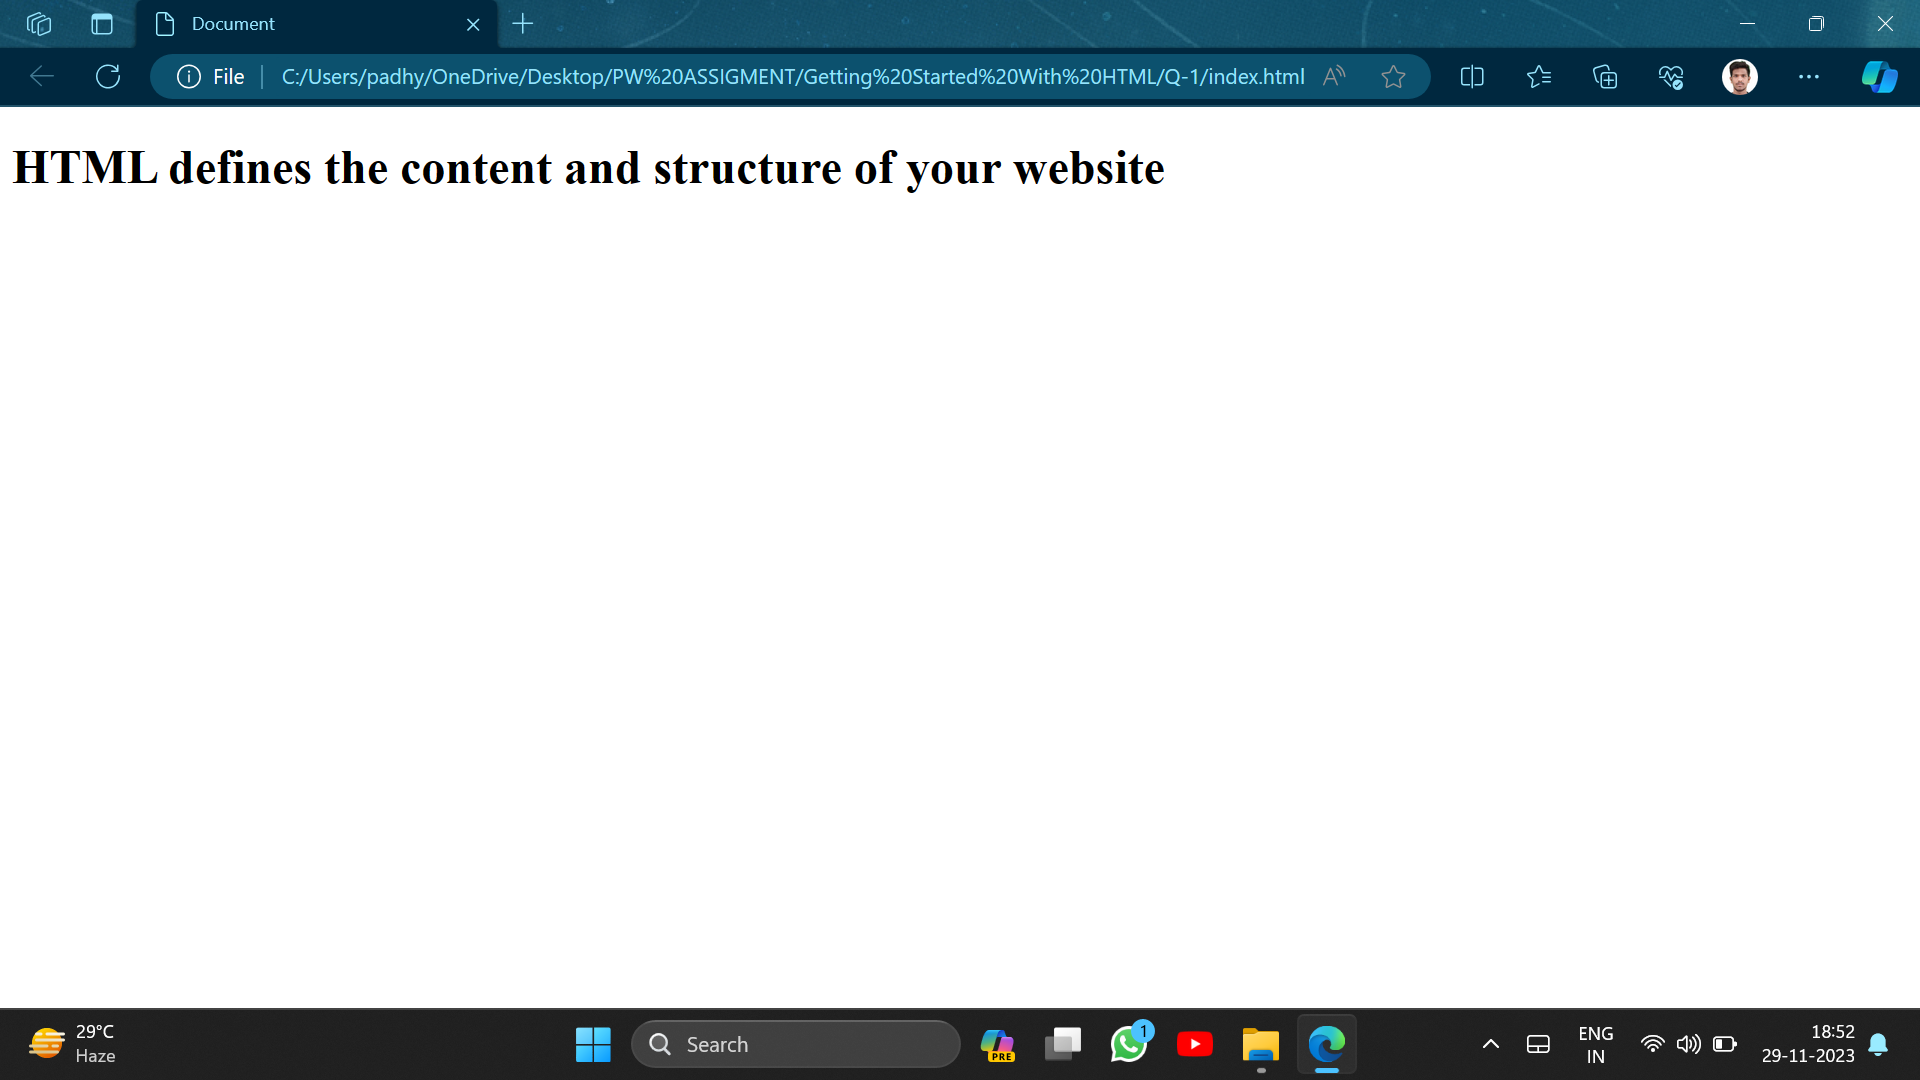 Document
File
C:/Users/padhy/OneDrive/Desktop/PW%20ASSIGMENT/Getting%20Started%20With%20HTML/Q-1/index.html
HTML defines the content and structure of your website
29°C
Haze
Search
PRE
1
ENG
IN
18:52
29-11-2023